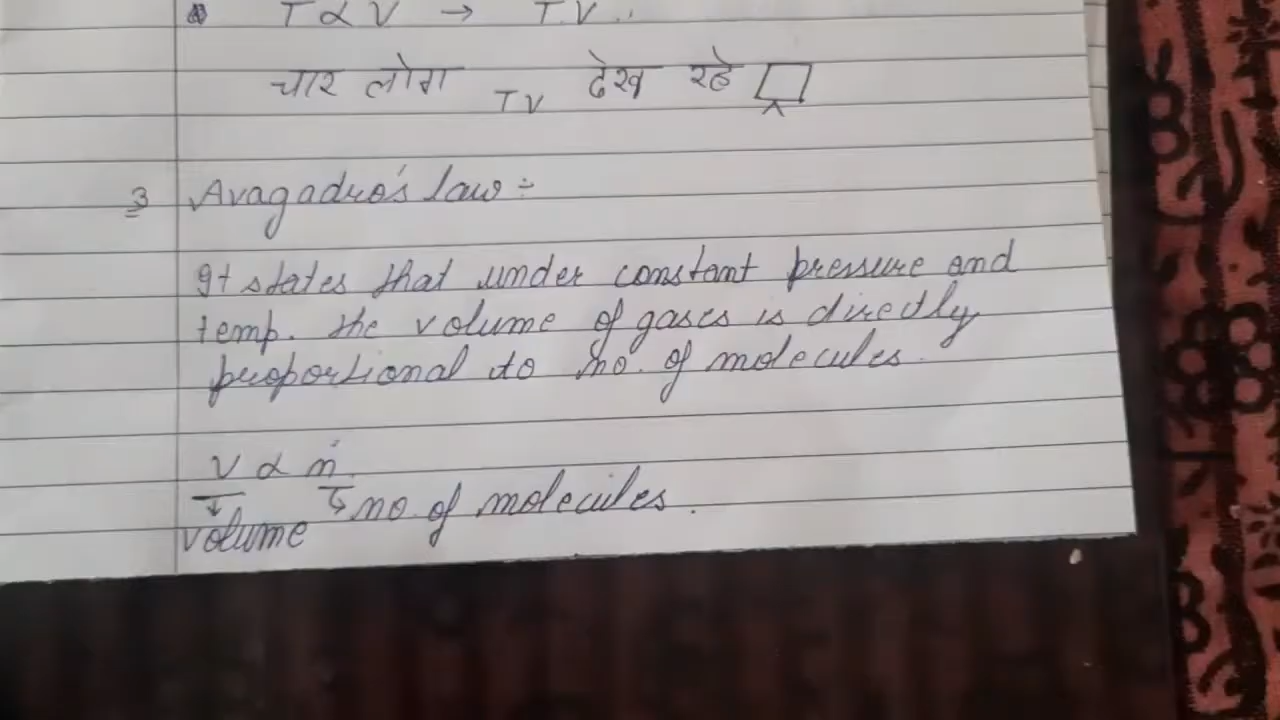 T α V → T.V..
चार लोग TV देख रहे
3 Avagadro's law ÷
It states that under constant pressure and
temp. the volume of gases is directly
proportional to no. of molecules.
V α n
volume no. of molecules.